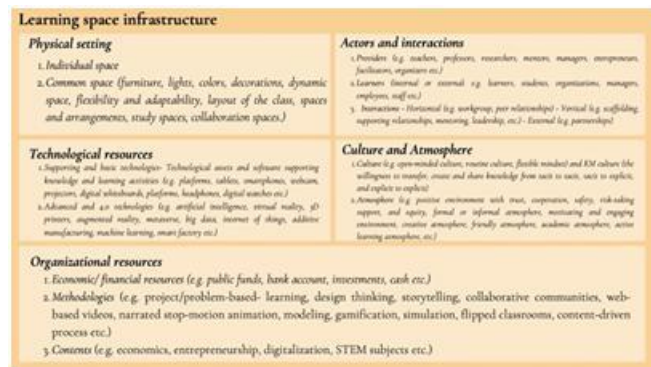 Learning space infrastructure
Physical setting
1. Individual space
2. Common space (furniture, lights, colors, decorations, dynamic
space, flexibility and adaptability, layout of the class, spaces
and arrangements, study spaces, collaboration spaces.)
Actors and interactions
1. Providers (e.g. teachers, professors, researchers, mentors, managers, entrepreneurs,
facilitators, organizers etc.)
2. Learners (internal or external e.g. learners, students, organizations, managers,
employees, staff etc.)
3. Interactions - Horizontal (e.g. workgroup, peer relationships) - Vertical (e.g. scaffolding,
supporting relationships, mentoring, leadership, etc.) - External (e.g. partnerships)
Technological resources
1. Supporting and basic technologies- Technological assets and software supporting
knowledge and learning activities (e.g. platforms, tablets, smartphones, webcam,
projectors, digital whiteboards, platforms, headphones, digital watches etc.)
2. Advanced and 4.0 technologies (e.g. artificial intelligence, virtual reality, 3D
printers, augmented reality, metaverse, big data, internet of things, additive
manufacturing, machine learning, smart factory etc.)
Culture and Atmosphere
1. Culture (e.g. open-minded culture, routine culture, flexible mindset) and KM culture (the
willingness to transfer, create and share knowledge from tacit to tacit, tacit to explicit,
and explicit to explicit)
2. Atmosphere (e.g. positive environment with trust, cooperation, safety, risk-taking
support, and equity, formal or informal atmosphere, motivating and engaging
environment, creative atmosphere, friendly atmosphere, academic atmosphere, active
learning atmosphere, etc.
Organizational resources
1. Economic/ financial resources (e.g. public funds, bank account, investments, cash etc.)
2. Methodologies (e.g. project/problem-based- learning, design thinking, storytelling, collaborative communities, web-
based videos, narrated stop-motion animation, modeling, gamification, simulation, flipped classrooms, content-driven
process etc.)
3. Contents (e.g. economics, entrepreneurship, digitalization, STEM subjects etc.)